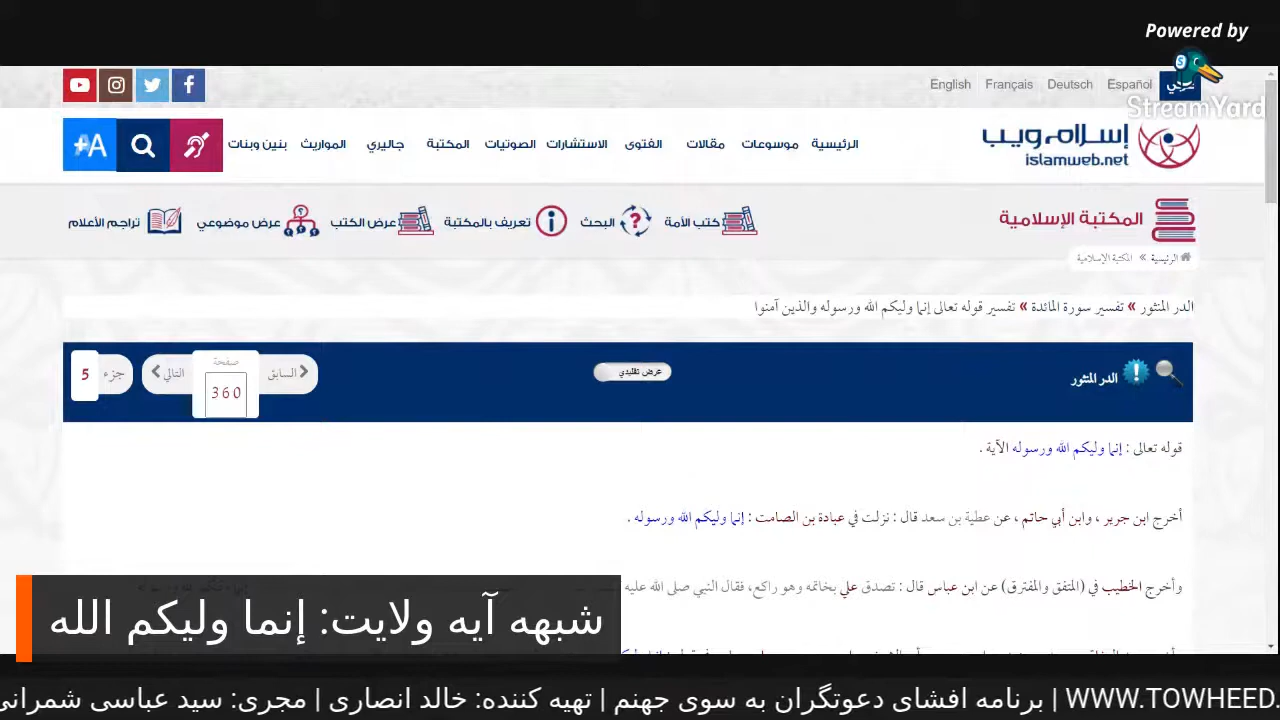 Powered by
StreamYard
English Français Deutsch Español عربي
إسلام ويب
islamweb.net
الرئيسية موسوعات مقالات الفتوى الاستشارات الصوتيات المكتبة جاليري المواريث بنين وبنات
+A
المكتبة الإسلامية
كتب الأمة البحث تعريف بالمكتبة عرض الكتب عرض موضوعي تراجم الأعلام
الرئيسية » المكتبة الإسلامية
الدر المنثور » تفسير سورة المائدة » تفسير قوله تعالى إنما وليكم الله ورسوله والذين آمنوا
الدر المنثور
عرض تقليدي
السابق صفحة 360 التالي
جزء 5
قوله تعالى : إنما وليكم الله ورسوله الآية .
أخرج ابن جرير ، وابن أبي حاتم ، عن عطية بن سعد قال : نزلت في عبادة بن الصامت : إنما وليكم الله ورسوله .
وأخرج الخطيب في (المتفق والمفترق) عن ابن عباس قال : تصدق علي بخاتمه وهو راكع، فقال النبي صلى الله عليه
شبهه آیه ولایت: إنما وليكم الله
WWW.TOWHEED. | برنامه افشای دعوتگران به سوی جهنم | تهیه کننده: خالد انصاری | مجری: سید عباسی شمرانی